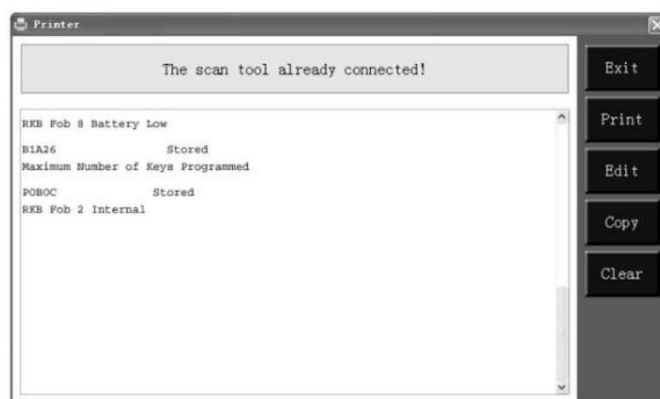 Printer
The scan tool already connected!
RKB Fob 8 Battery Low
B1A26 Stored
Maximum Number of Keys Programmed
POBOC Stored
RKB Fob 2 Internal
Exit
Print
Edit
Copy
Clear